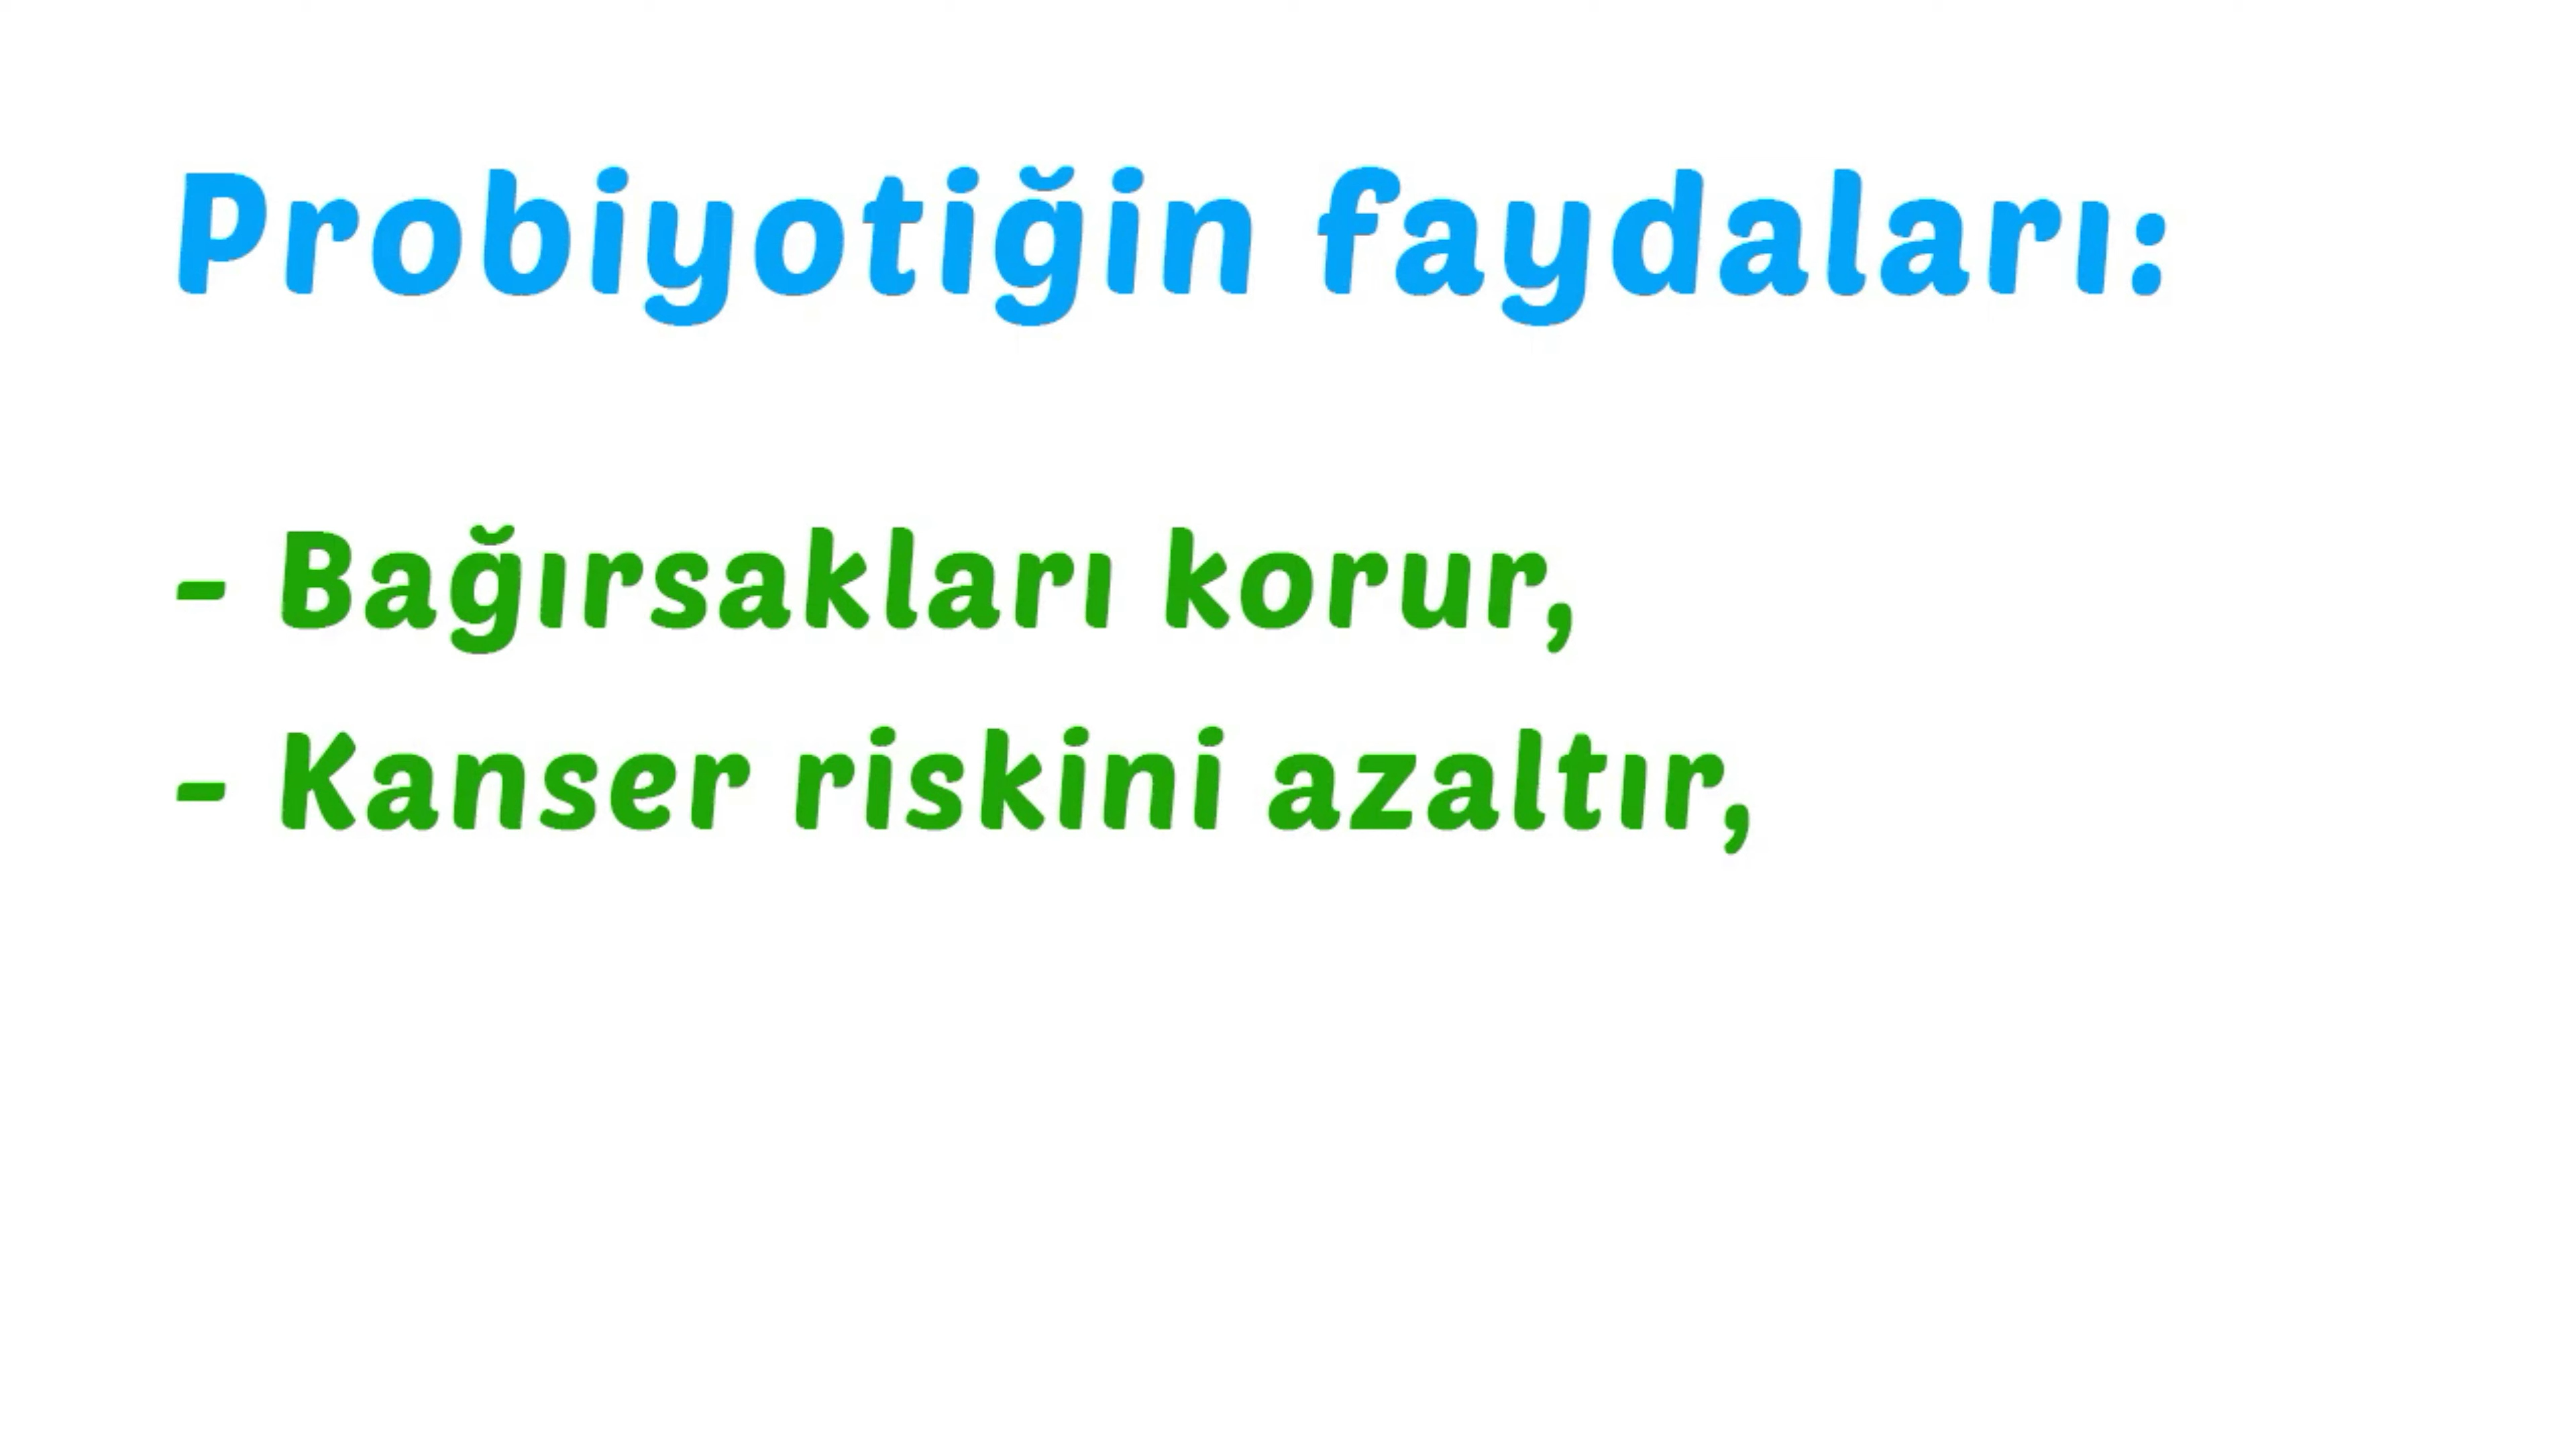 Probiyotiğin faydaları:
- Bağırsakları korur,
- Kanser riskini azaltır,